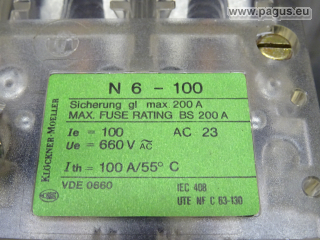 www.pagus.eu
N 6 - 100
Sicherung gl max 200 A
MAX. FUSE RATING BS 200 A
Ie = 100 AC 23
Ue = 660 V AC
Ith = 100 A/55° C
VDE 0660
IEC 408
UTE NF C 63-130
KLÖCKNER-MOELLER